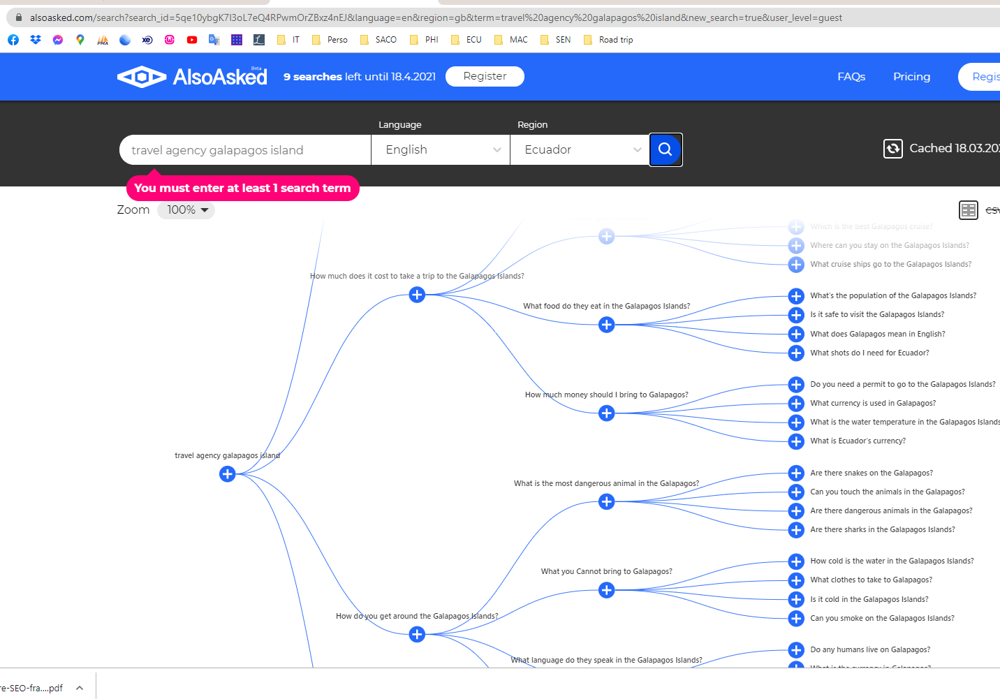 alsoasked.com/search?search_id=5qe10ybgK7I3oL7eQ4RPwmOrZBxz4nEJ&language=en&region=gb&term=travel%20agency%20galapagos%20island&new_search=true&user_level=guest
IT Perso SACO PHI ECU MAC SEN Road trip
AlsoAsked Beta 9 searches left until 18.4.2021 Register FAQs Pricing Regis
Language Region
travel agency galapagos island English Ecuador Cached 18.03.202
You must enter at least 1 search term
Zoom 100% csv
Which is the best Galapagos cruise?
Where can you stay on the Galapagos Islands?
What cruise ships go to the Galapagos Islands?
How much does it cost to take a trip to the Galapagos Islands?
What food do they eat in the Galapagos Islands?
What's the population of the Galapagos Islands?
Is it safe to visit the Galapagos Islands?
What does Galapagos mean in English?
What shots do I need for Ecuador?
How much money should I bring to Galapagos?
Do you need a permit to go to the Galapagos Islands?
What currency is used in Galapagos?
What is the water temperature in the Galapagos Islands
What is Ecuador's currency?
travel agency galapagos island
What is the most dangerous animal in the Galapagos?
Are there snakes on the Galapagos?
Can you touch the animals in the Galapagos?
Are there dangerous animals in the Galapagos?
Are there sharks in the Galapagos Islands?
What you Cannot bring to Galapagos?
How cold is the water in the Galapagos Islands?
What clothes to take to Galapagos?
Is it cold in the Galapagos Islands?
Can you smoke on the Galapagos Islands?
How do you get around the Galapagos Islands?
What language do they speak in the Galapagos Islands?
Do any humans live on Galapagos?
What is the currency in Galapagos?
re-SEO-fra....pdf